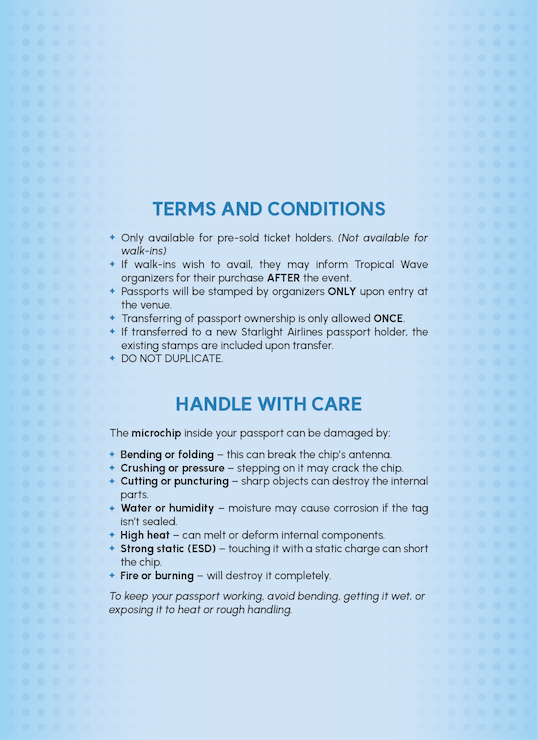 TERMS AND CONDITIONS
✦ Only available for pre-sold ticket holders. (Not available for
walk-ins)
✦ If walk-ins wish to avail, they may inform Tropical Wave
organizers for their purchase AFTER the event.
✦ Passports will be stamped by organizers ONLY upon entry at
the venue.
✦ Transferring of passport ownership is only allowed ONCE.
✦ If transferred to a new Starlight Airlines passport holder, the
existing stamps are included upon transfer.
✦ DO NOT DUPLICATE.
HANDLE WITH CARE
The microchip inside your passport can be damaged by:
✦ Bending or folding – this can break the chip's antenna.
✦ Crushing or pressure – stepping on it may crack the chip.
✦ Cutting or puncturing – sharp objects can destroy the internal
parts.
✦ Water or humidity – moisture may cause corrosion if the tag
isn't sealed.
✦ High heat – can melt or deform internal components.
✦ Strong static (ESD) – touching it with a static charge can short
the chip.
✦ Fire or burning – will destroy it completely.
To keep your passport working, avoid bending, getting it wet, or
exposing it to heat or rough handling.